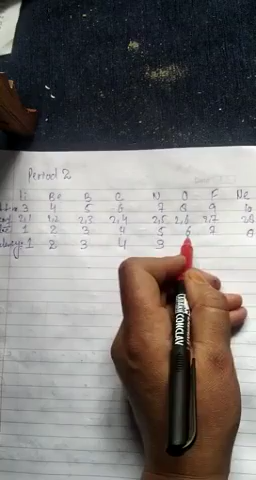 Period 2
Li Be B C N O F Ne
3 4 5 6 7 8 9 10
2,1 2,2 2,3 2,4 2,5 2,6 2,7 2,8
1 2 3 4 5 6 7 8
1 2 3 4 3
CONCLAVE